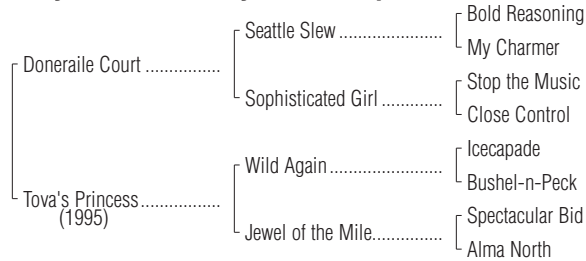 Bold Reasoning
Seattle Slew ....................
My Charmer
Doneraile Court ................
Stop the Music
Sophisticated Girl .............
Close Control
Icecapade
Wild Again ........................
Bushel-n-Peck
Tova's Princess .................
(1995)
Spectacular Bid
Jewel of the Mile...............
Alma North